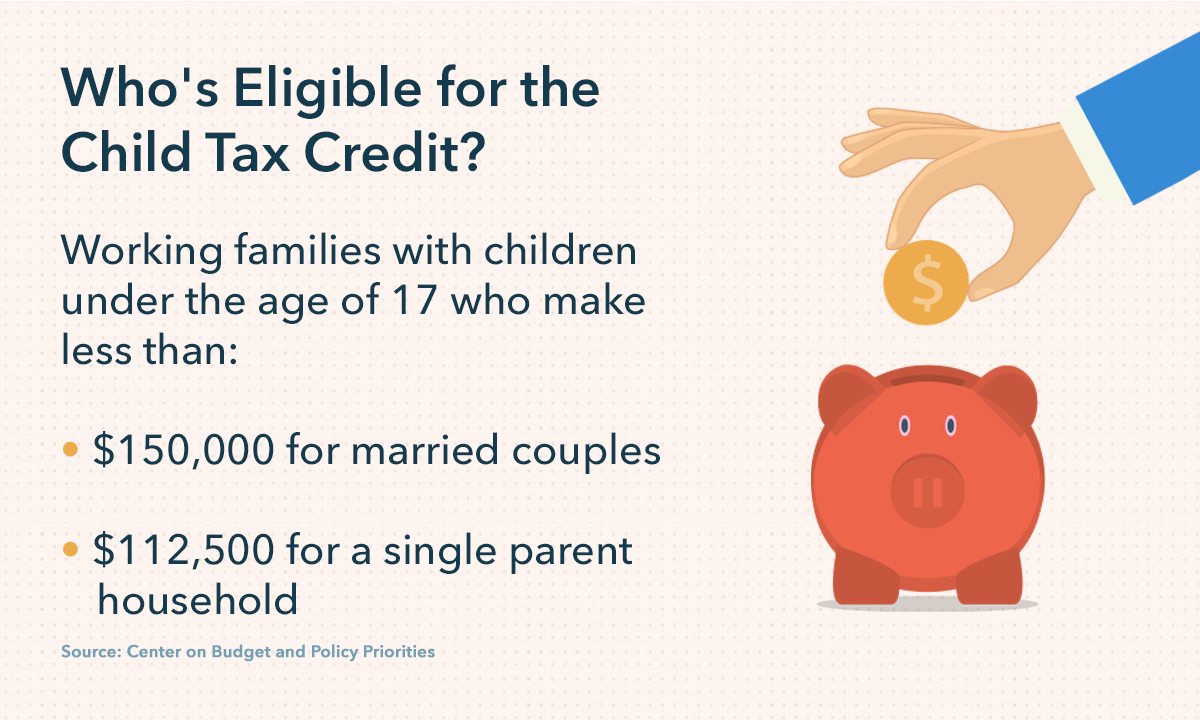 Who's Eligible for the
Child Tax Credit?
Working families with children
under the age of 17 who make
less than:
• $150,000 for married couples
• $112,500 for a single parent
household
Source: Center on Budget and Policy Priorities
$